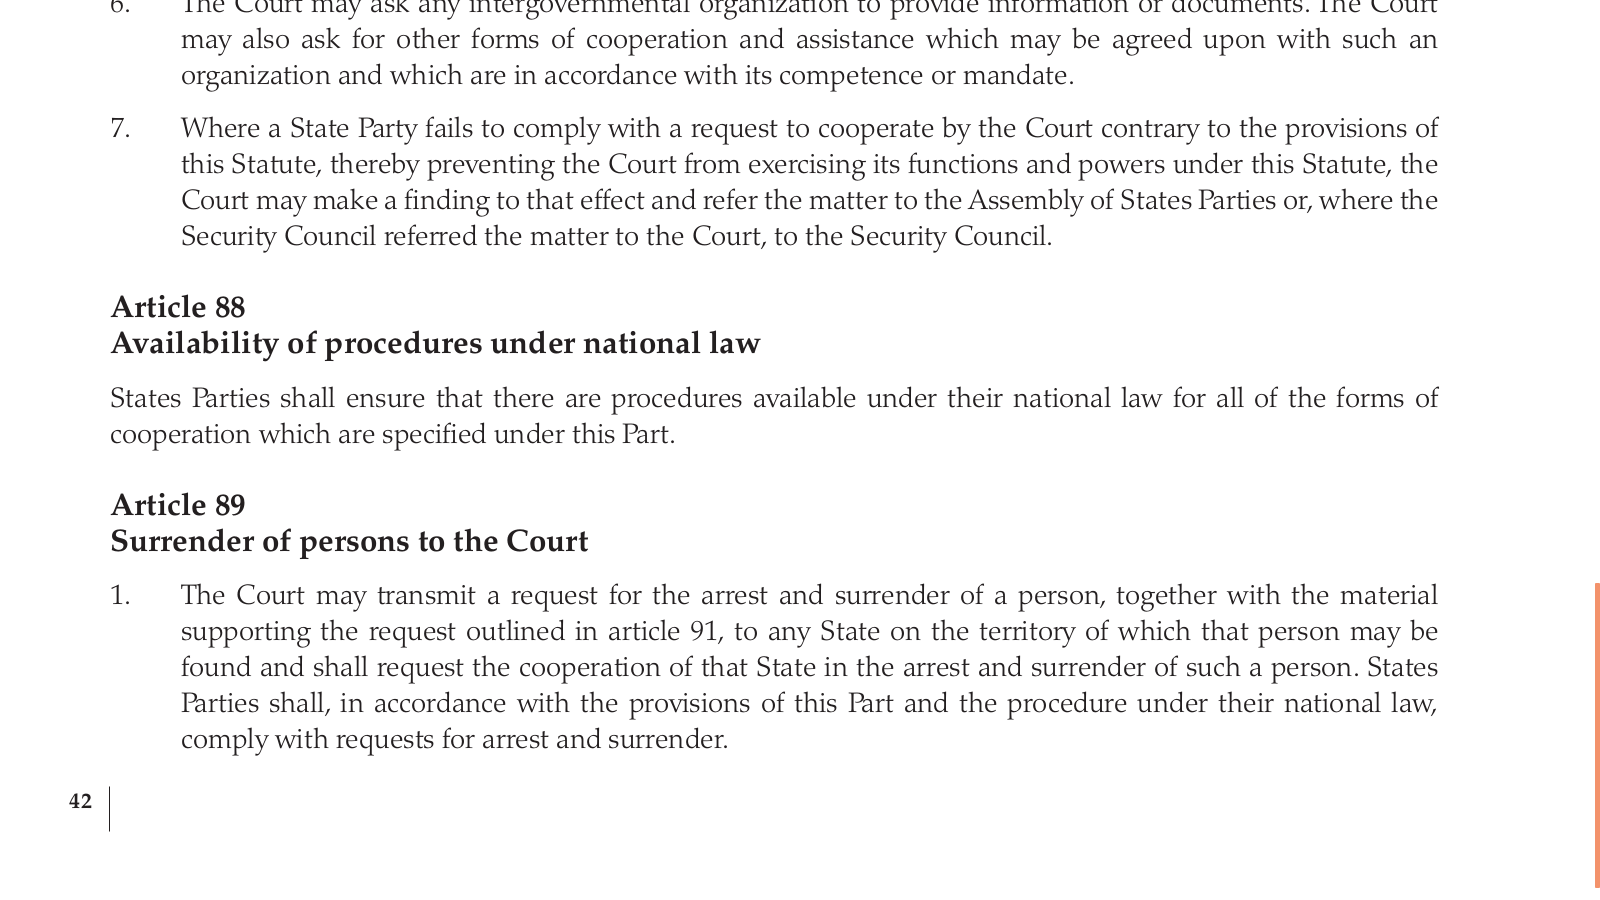 6. The Court may ask any intergovernmental organization to provide information or documents. The Court
may also ask for other forms of cooperation and assistance which may be agreed upon with such an
organization and which are in accordance with its competence or mandate.
7. Where a State Party fails to comply with a request to cooperate by the Court contrary to the provisions of
this Statute, thereby preventing the Court from exercising its functions and powers under this Statute, the
Court may make a finding to that effect and refer the matter to the Assembly of States Parties or, where the
Security Council referred the matter to the Court, to the Security Council.
Article 88
Availability of procedures under national law
States Parties shall ensure that there are procedures available under their national law for all of the forms of
cooperation which are specified under this Part.
Article 89
Surrender of persons to the Court
1. The Court may transmit a request for the arrest and surrender of a person, together with the material
supporting the request outlined in article 91, to any State on the territory of which that person may be
found and shall request the cooperation of that State in the arrest and surrender of such a person. States
Parties shall, in accordance with the provisions of this Part and the procedure under their national law,
comply with requests for arrest and surrender.
42